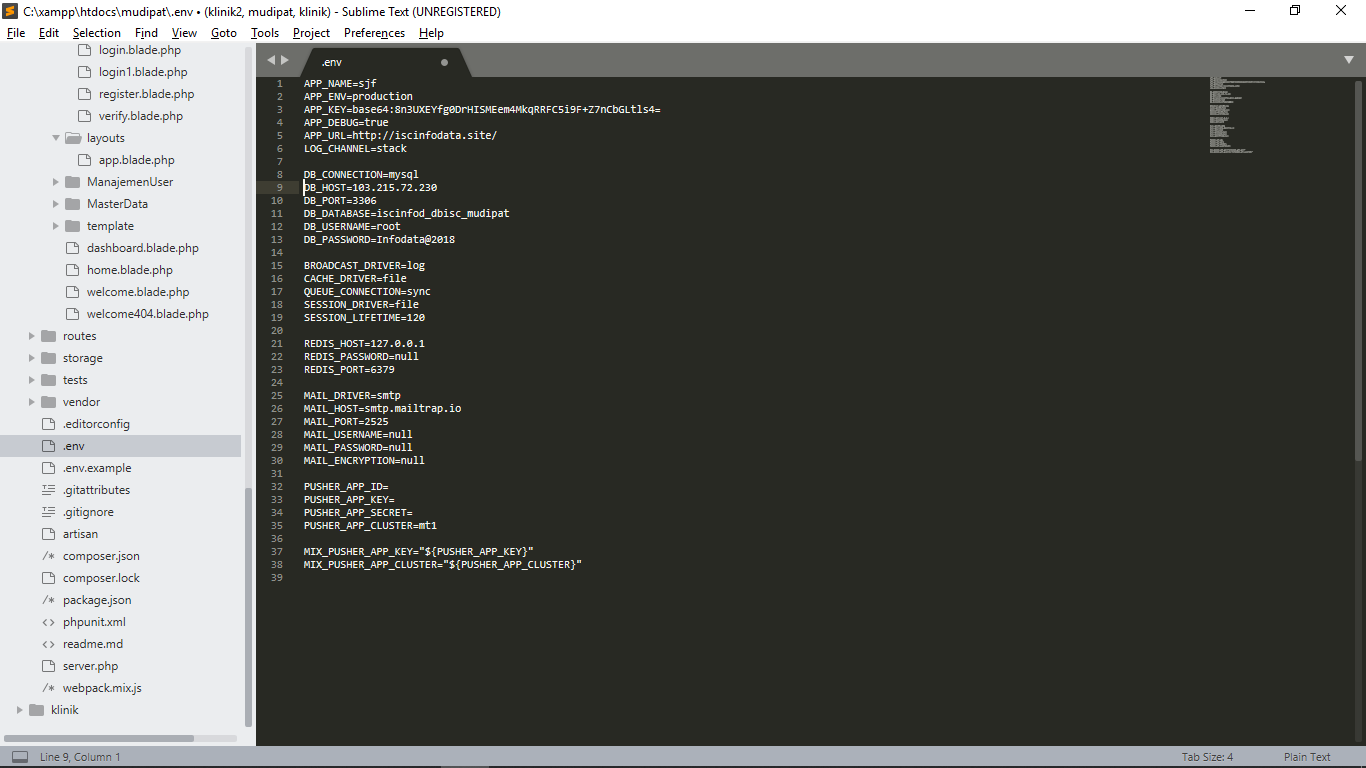 C:\xampp\htdocs\mudipat\.env • (klinik2, mudipat, klinik) - Sublime Text (UNREGISTERED)
File Edit Selection Find View Goto Tools Project Preferences Help
login.blade.php
login1.blade.php
register.blade.php
verify.blade.php
layouts
app.blade.php
ManajemenUser
MasterData
template
dashboard.blade.php
home.blade.php
welcome.blade.php
welcome404.blade.php
routes
storage
tests
vendor
.editorconfig
.env
.env.example
.gitattributes
.gitignore
artisan
composer.json
composer.lock
package.json
phpunit.xml
readme.md
server.php
webpack.mix.js
klinik
.env
1 APP_NAME=sjf
2 APP_ENV=production
3 APP_KEY=base64:8n3UXEYfg0DrHISMEem4MkqRRFC5i9F+Z7nCbGLtls4=
4 APP_DEBUG=true
5 APP_URL=http://iscinfodata.site/
6 LOG_CHANNEL=stack
7
8 DB_CONNECTION=mysql
9 DB_HOST=103.215.72.230
10 DB_PORT=3306
11 DB_DATABASE=iscinfod_dbisc_mudipat
12 DB_USERNAME=root
13 DB_PASSWORD=Infodata@2018
14
15 BROADCAST_DRIVER=log
16 CACHE_DRIVER=file
17 QUEUE_CONNECTION=sync
18 SESSION_DRIVER=file
19 SESSION_LIFETIME=120
20
21 REDIS_HOST=127.0.0.1
22 REDIS_PASSWORD=null
23 REDIS_PORT=6379
24
25 MAIL_DRIVER=smtp
26 MAIL_HOST=smtp.mailtrap.io
27 MAIL_PORT=2525
28 MAIL_USERNAME=null
29 MAIL_PASSWORD=null
30 MAIL_ENCRYPTION=null
31
32 PUSHER_APP_ID=
33 PUSHER_APP_KEY=
34 PUSHER_APP_SECRET=
35 PUSHER_APP_CLUSTER=mt1
36
37 MIX_PUSHER_APP_KEY="${PUSHER_APP_KEY}"
38 MIX_PUSHER_APP_CLUSTER="${PUSHER_APP_CLUSTER}"
39
Line 9, Column 1
Tab Size: 4
Plain Text